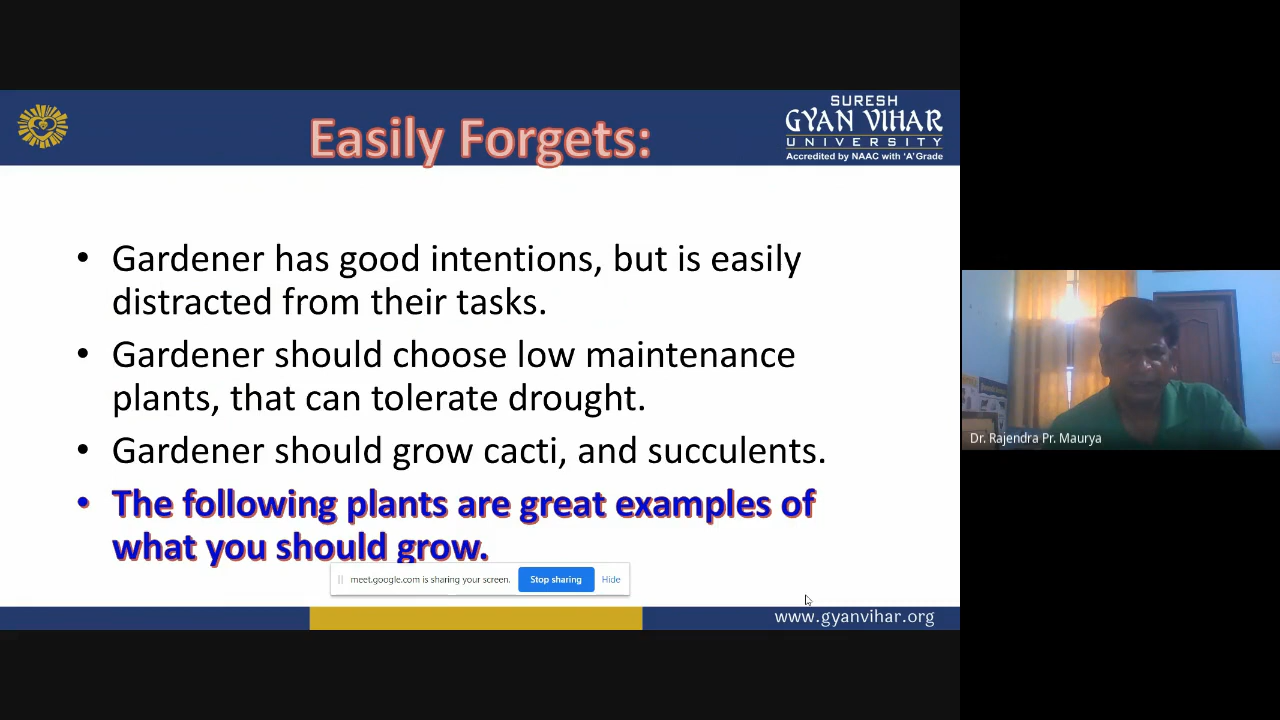 Easily Forgets:
SURESH
GYAN VIHAR
UNIVERSITY
Accredited by NAAC with 'A' Grade
• Gardener has good intentions, but is easily
distracted from their tasks.
• Gardener should choose low maintenance
plants, that can tolerate drought.
• Gardener should grow cacti, and succulents.
• The following plants are great examples of
what you should grow.
meet.google.com is sharing your screen. Stop sharing Hide
www.gyanvihar.org
Dr. Rajendra Pr. Maurya